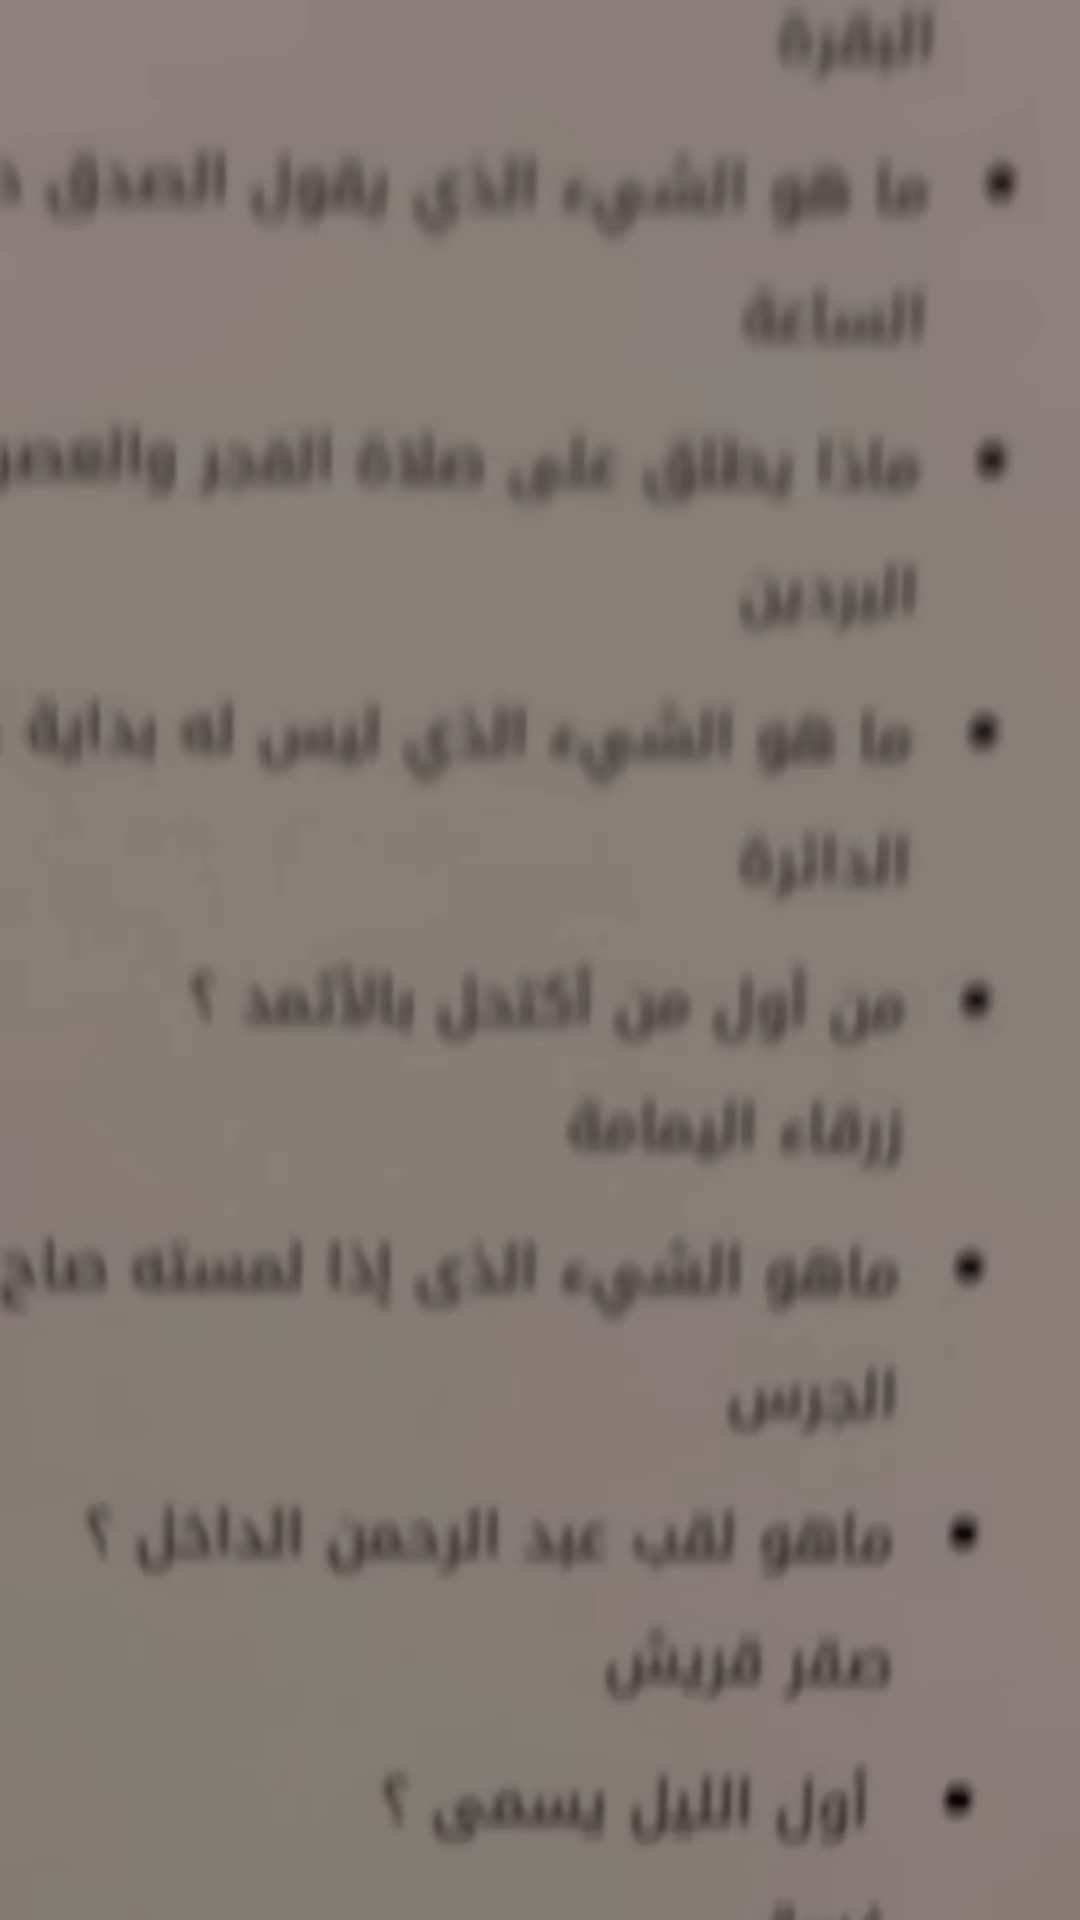 البقرة
• ما هو الشيء الذي يقول الصدق
الساعة
• ماذا يطلق على صلاة الفجر والعصر
البردين
• ما هو الشيء الذي ليس له بداية
الدائرة
• من أول من أكتحل بالأثمد ؟
زرقاء اليمامة
• ماهو الشيء الذى إذا لمسته صاح
الجرس
• ماهو لقب عبد الرحمن الداخل ؟
صقر قريش
• أول الليل يسمى ؟